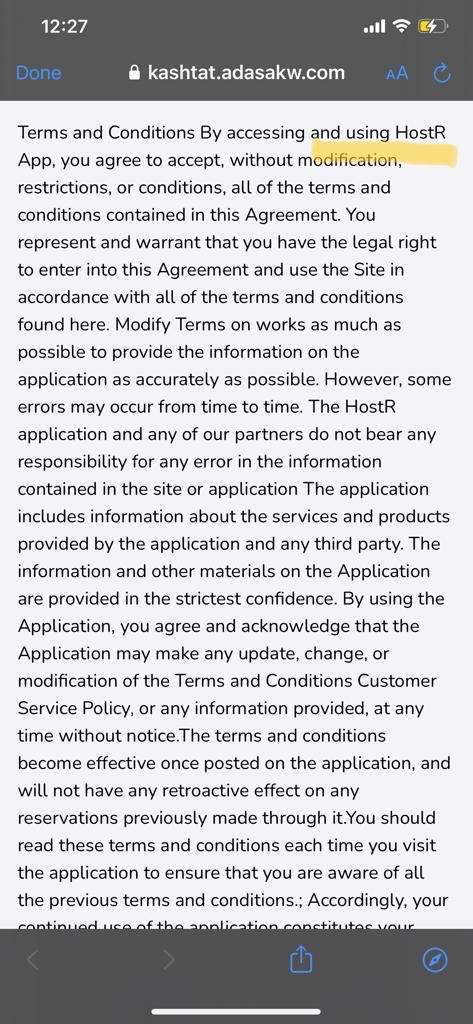 12:27
Done
kashtat.adasakw.com
AA
Terms and Conditions By accessing and using HostR
App, you agree to accept, without modification,
restrictions, or conditions, all of the terms and
conditions contained in this Agreement. You
represent and warrant that you have the legal right
to enter into this Agreement and use the Site in
accordance with all of the terms and conditions
found here. Modify Terms on works as much as
possible to provide the information on the
application as accurately as possible. However, some
errors may occur from time to time. The HostR
application and any of our partners do not bear any
responsibility for any error in the information
contained in the site or application The application
includes information about the services and products
provided by the application and any third party. The
information and other materials on the Application
are provided in the strictest confidence. By using the
Application, you agree and acknowledge that the
Application may make any update, change, or
modification of the Terms and Conditions Customer
Service Policy, or any information provided, at any
time without notice.The terms and conditions
become effective once posted on the application, and
will not have any retroactive effect on any
reservations previously made through it.You should
read these terms and conditions each time you visit
the application to ensure that you are aware of all
the previous terms and conditions.; Accordingly, your
continued use of the application constitutes your